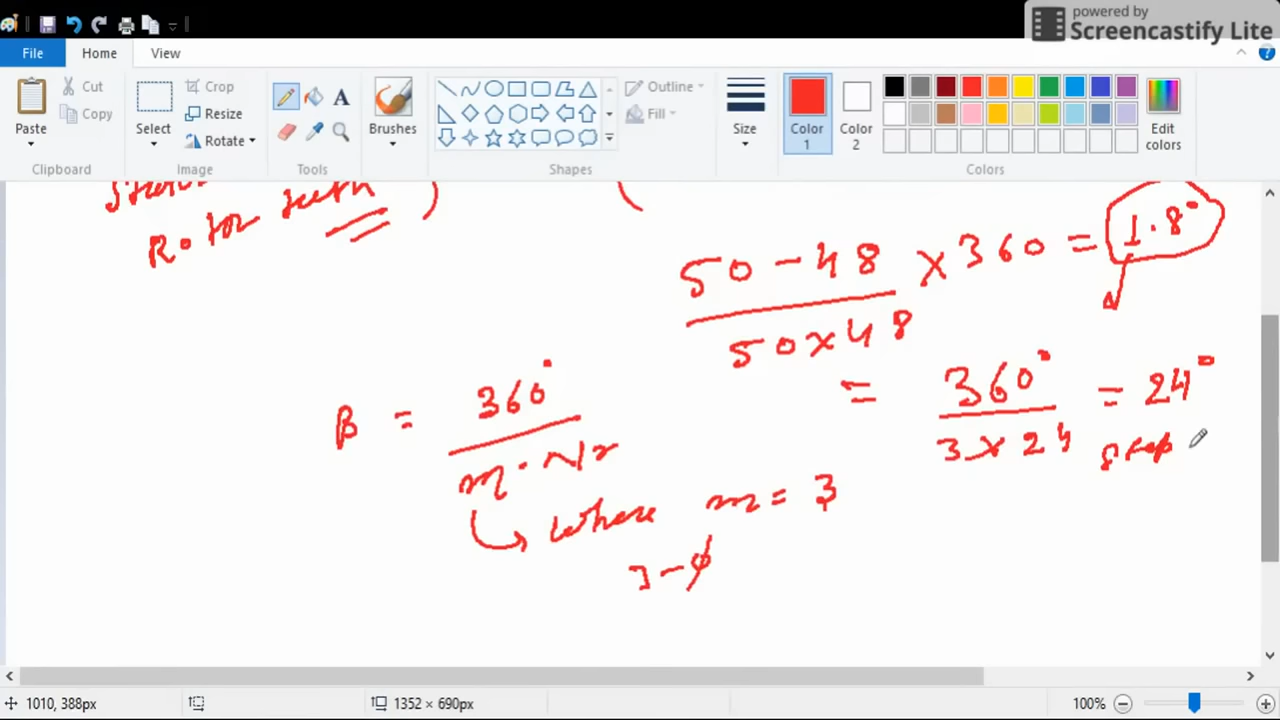 powered by
Screencastify Lite
File Home View
Paste
Cut
Copy
Clipboard
Select
Crop
Resize
Rotate
Image
A
Tools
Brushes
Shapes
Outline
Fill
Size
Color 1
Color 2
Edit colors
Colors
Rotor teeth ) (
50 - 48
50 x 48
x 360 = 1.8°
β = 360°
m. Nr
= 360°
3 x 24
= 24°
step
where m = 3
3-ϕ
1010, 388px
1352 × 690px
100%